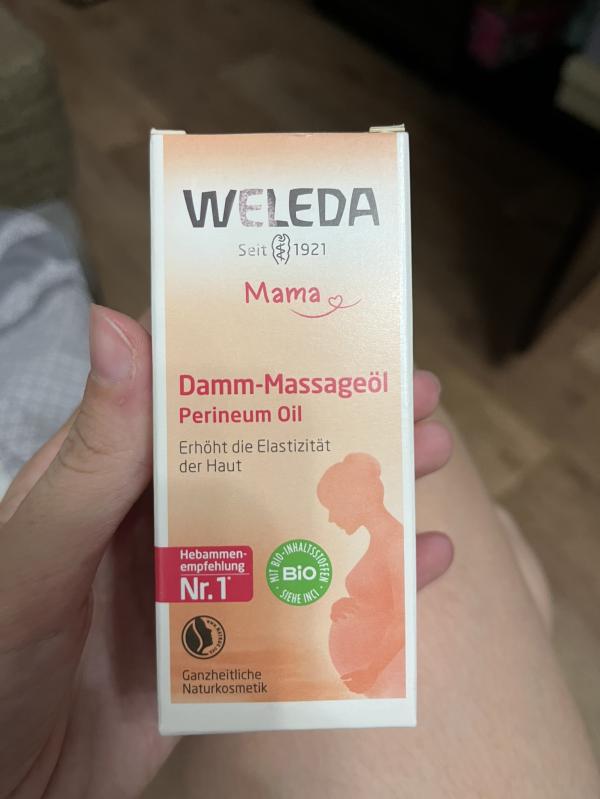 WELEDA
Seit 1921
Mama
Damm-Massageöl
Perineum Oil
Erhöht die Elastizität
der Haut
Hebammen-
empfehlung
Nr.1*
MIT BIO-INHALTSSTOFFEN
BIO
SIEHE INCI
Ganzheitliche
Naturkosmetik